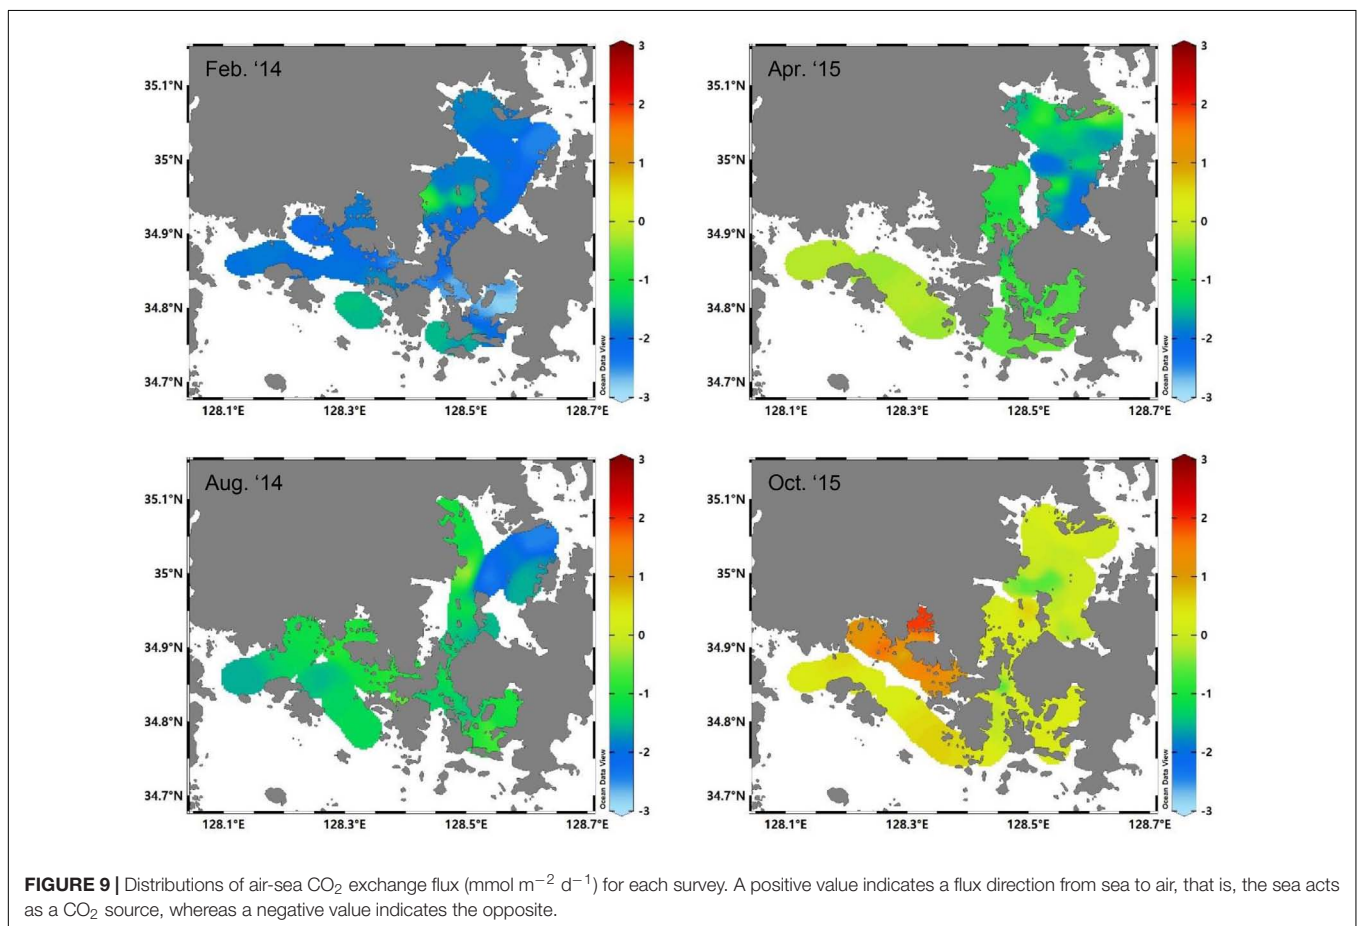 Feb. ‘14
35.1°N
35°N
34.9°N
34.8°N
34.7°N
128.1°E 128.3°E 128.5°E 128.7°E
3
2
1
0
-1
-2
-3
Ocean Data View
Apr. ‘15
35.1°N
35°N
34.9°N
34.8°N
34.7°N
128.1°E 128.3°E 128.5°E 128.7°E
3
2
1
0
-1
-2
-3
Ocean Data View
Aug. ‘14
35.1°N
35°N
34.9°N
34.8°N
34.7°N
128.1°E 128.3°E 128.5°E 128.7°E
3
2
1
0
-1
-2
-3
Ocean Data View
Oct. ‘15
35.1°N
35°N
34.9°N
34.8°N
34.7°N
128.1°E 128.3°E 128.5°E 128.7°E
3
2
1
0
-1
-2
-3
Ocean Data View
FIGURE 9 | Distributions of air-sea CO₂ exchange flux (mmol m⁻² d⁻¹) for each survey. A positive value indicates a flux direction from sea to air, that is, the sea acts
as a CO₂ source, whereas a negative value indicates the opposite.